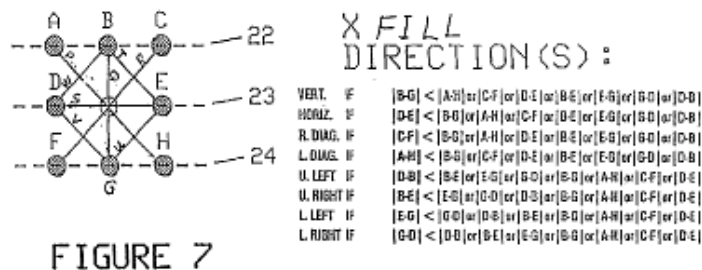 A B C
22
D E
23
F H
24
G
FIGURE 7
X FILL
DIRECTION(S):
VERT. IF |B-G| < |A-H| or |C-F| or |D-E| or |B-E| or |E-G| or |G-D| or |D-B|
HORIZ. IF |D-E| < |B-G| or |A-H| or |C-F| or |D-B| or |B-E| or |E-G| or |G-D|
R. DIAG. IF |C-F| < |B-G| or |A-H| or |D-E| or |B-E| or |E-G| or |G-D| or |D-B|
L. DIAG. IF |A-H| < |B-G| or |C-F| or |D-E| or |B-E| or |E-G| or |G-D| or |D-B|
U. LEFT IF |D-B| < |B-E| or |E-G| or |G-D| or |B-G| or |A-H| or |C-F| or |D-E|
U. RIGHT IF |B-E| < |E-G| or |G-D| or |D-B| or |B-G| or |A-H| or |C-F| or |D-E|
L. LEFT IF |E-G| < |G-D| or |D-B| or |B-E| or |B-G| or |A-H| or |C-F| or |D-E|
L. RIGHT IF |G-D| < |D-B| or |B-E| or |E-G| or |B-G| or |A-H| or |C-F| or |D-E|